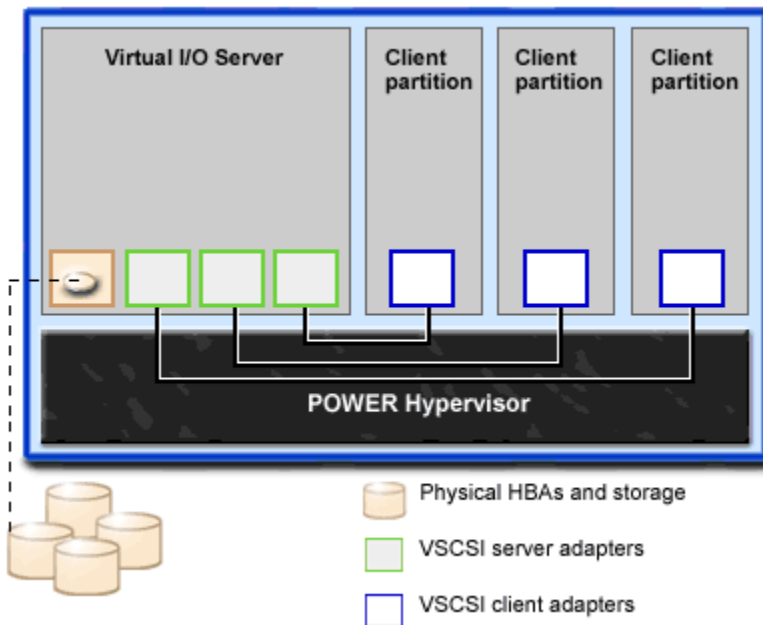 Virtual I/O Server
Client
partition
Client
partition
Client
partition
POWER Hypervisor
Physical HBAs and storage
VSCSI server adapters
VSCSI client adapters